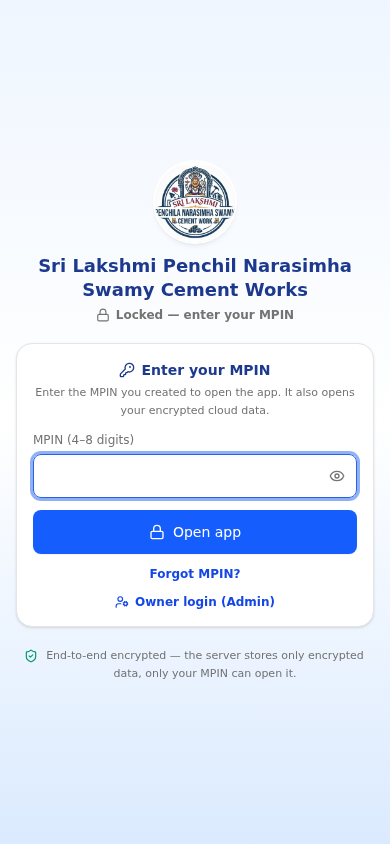 SRI LAKSHMI
PENCHILA NARASIMHA SWAMY
CEMENT WORK
Sri Lakshmi Penchil Narasimha
Swamy Cement Works
Locked — enter your MPIN
Enter your MPIN
Enter the MPIN you created to open the app. It also opens
your encrypted cloud data.
MPIN (4–8 digits)
Open app
Forgot MPIN?
Owner login (Admin)
End-to-end encrypted — the server stores only encrypted
data, only your MPIN can open it.